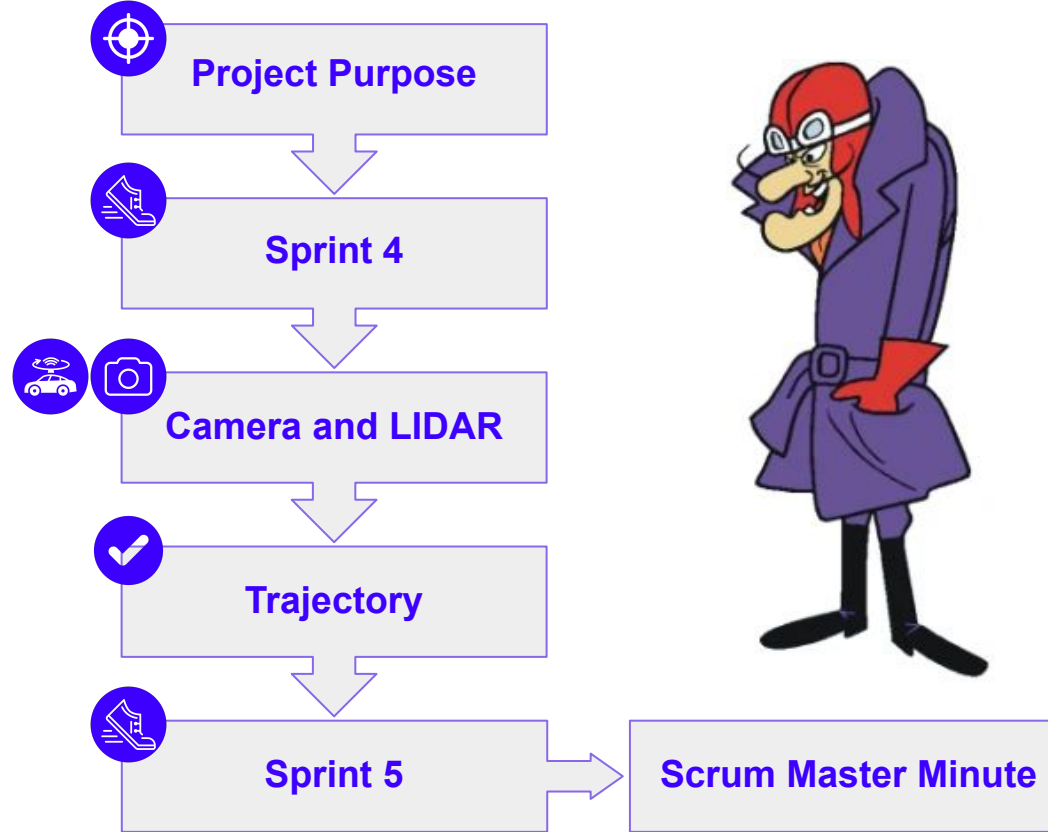 Project Purpose
Sprint 4
Camera and LIDAR
Trajectory
Sprint 5
Scrum Master Minute